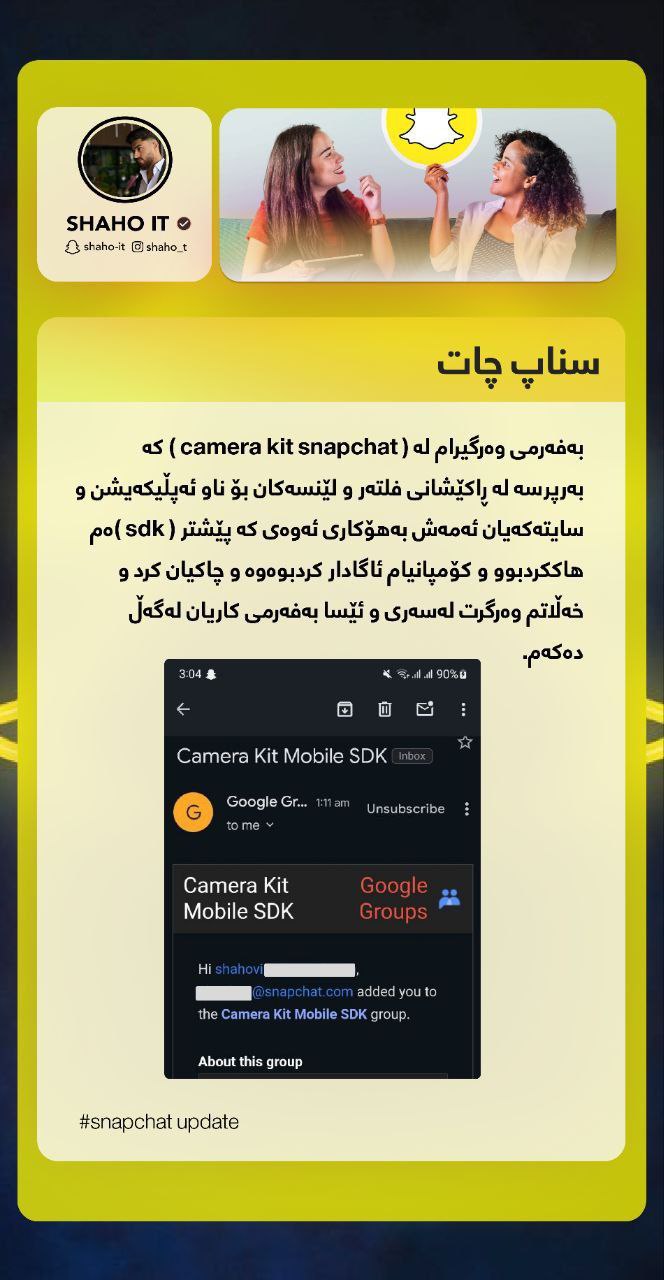 SHAHO IT
shaho-it shaho_t
سناپ چات
بەفەرمی وەرگیرام لە ( camera kit snapchat ) کە
بەرپرسە لە ڕاکێشانی فلتەر و لێنسەکان بۆ ناو ئەپڵیکەیشن و
سایتەکەیان ئەمەش بەهۆکاری ئەوەی کە پێشتر ( sdk )ەم
هاککردبوو و کۆمپانیام ئاگادار کردبوەوە و چاکیان کرد و
خەڵاتم وەرگرت لەسەری و ئێسا بەفەرمی کاریان لەگەڵ
دەکەم.
3:04 90%
Camera Kit Mobile SDK Inbox
G Google Gr... 1:11 am Unsubscribe
to me
Camera Kit Google
Mobile SDK Groups
Hi shahovi ,
@snapchat.com added you to
the Camera Kit Mobile SDK group.
About this group
#snapchat update